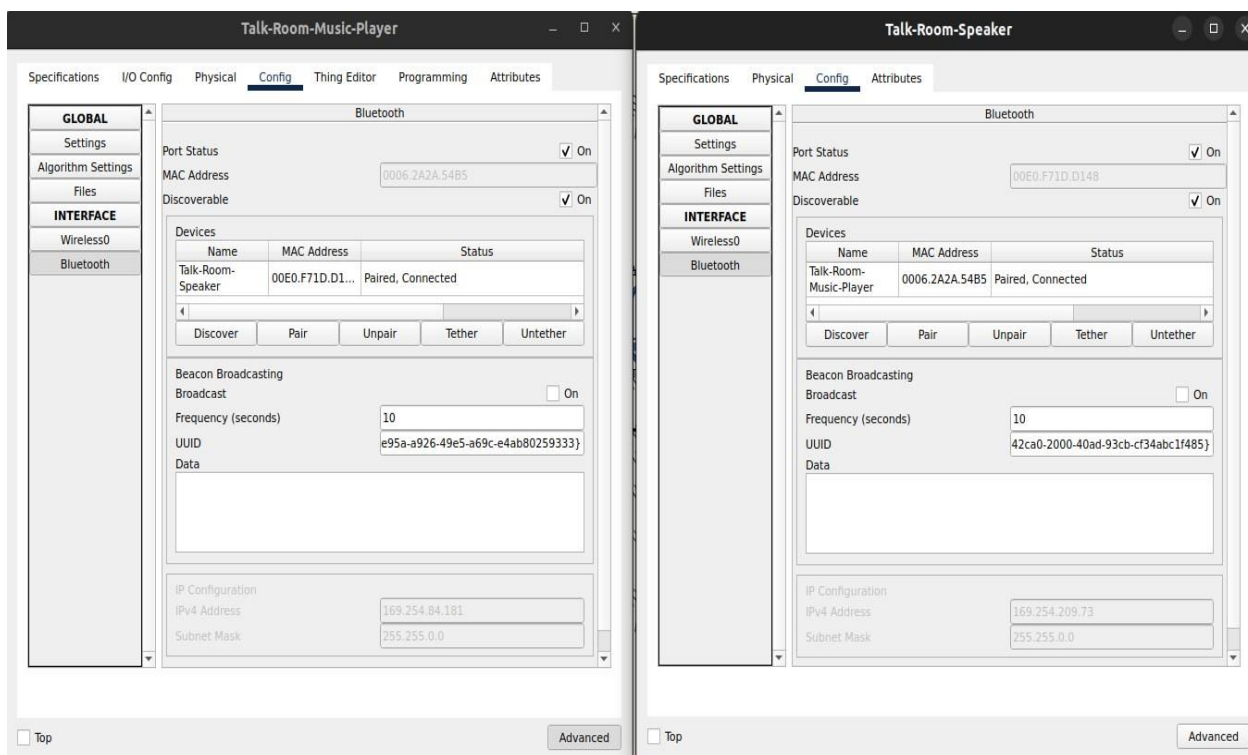 Talk-Room-Music-Player
Specifications I/O Config Physical Config Thing Editor Programming Attributes
GLOBAL
Settings
Algorithm Settings
Files
INTERFACE
Wireless0
Bluetooth
Bluetooth
Port Status On
MAC Address 0006.2A2A.54B5
Discoverable On
Devices
Name MAC Address Status
Talk-Room-
Speaker 00E0.F71D.D1... Paired, Connected
Discover Pair Unpair Tether Untether
Beacon Broadcasting
Broadcast On
Frequency (seconds) 10
UUID e95a-a926-49e5-a69c-e4ab80259333}
Data
IP Configuration
IPv4 Address 169.254.84.181
Subnet Mask 255.255.0.0
Top Advanced
Talk-Room-Speaker
Specifications Physical Config Attributes
GLOBAL
Settings
Algorithm Settings
Files
INTERFACE
Wireless0
Bluetooth
Bluetooth
Port Status On
MAC Address 00E0.F71D.D148
Discoverable On
Devices
Name MAC Address Status
Talk-Room-
Music-Player 0006.2A2A.54B5 Paired, Connected
Discover Pair Unpair Tether Untether
Beacon Broadcasting
Broadcast On
Frequency (seconds) 10
UUID 42ca0-2000-40ad-93cb-cf34abc1f485}
Data
IP Configuration
IPv4 Address 169.254.209.73
Subnet Mask 255.255.0.0
Top Advanced